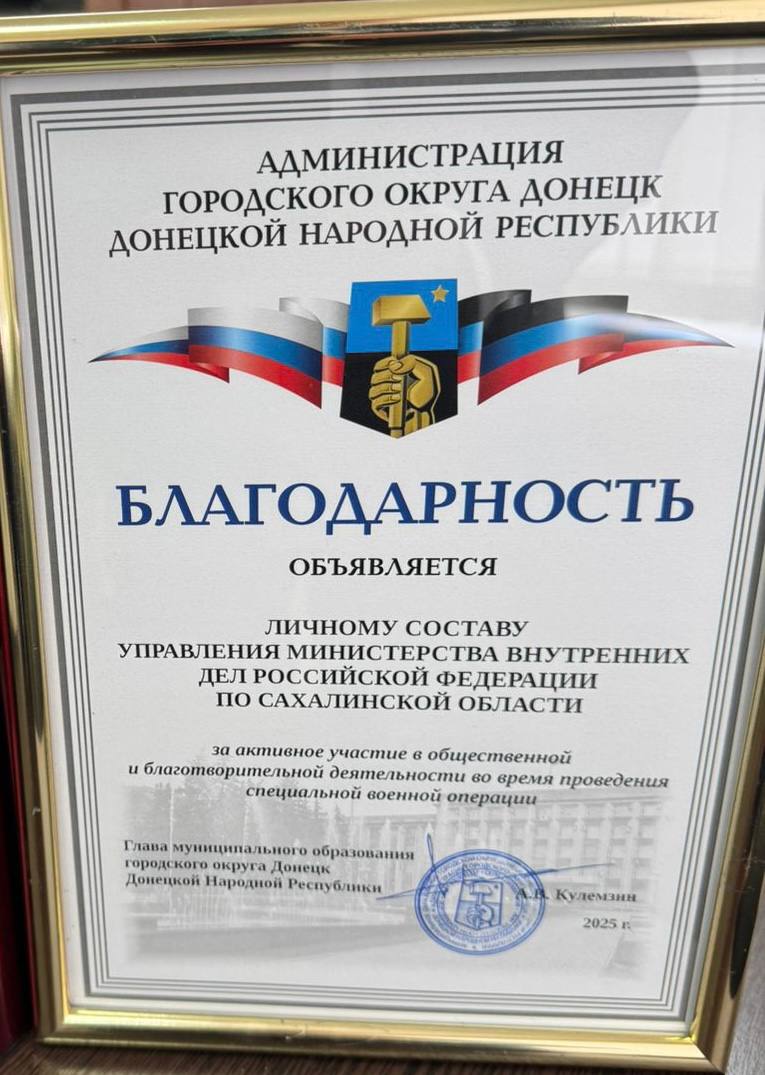 АДМИНИСТРАЦИЯ
ГОРОДСКОГО ОКРУГА ДОНЕЦК
ДОНЕЦКОЙ НАРОДНОЙ РЕСПУБЛИКИ
БЛАГОДАРНОСТЬ
ОБЪЯВЛЯЕТСЯ
ЛИЧНОМУ СОСТАВУ
УПРАВЛЕНИЯ МИНИСТЕРСТВА ВНУТРЕННИХ
ДЕЛ РОССИЙСКОЙ ФЕДЕРАЦИИ
ПО САХАЛИНСКОЙ ОБЛАСТИ
за активное участие в общественной
и благотворительной деятельности во время проведения
специальной военной операции
Глава муниципального образования
городского округа Донецк
Донецкой Народной Республики
А.В. Кулемзин
2025 г.